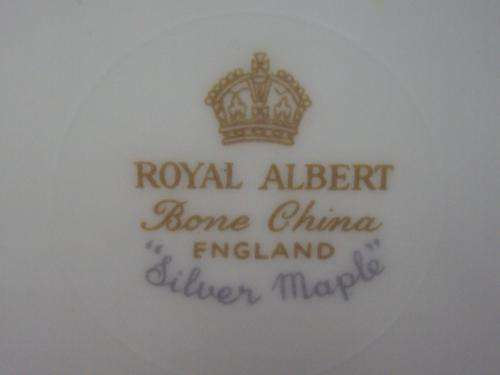 ROYAL ALBERT
Bone China
ENGLAND
"Silver Maple"